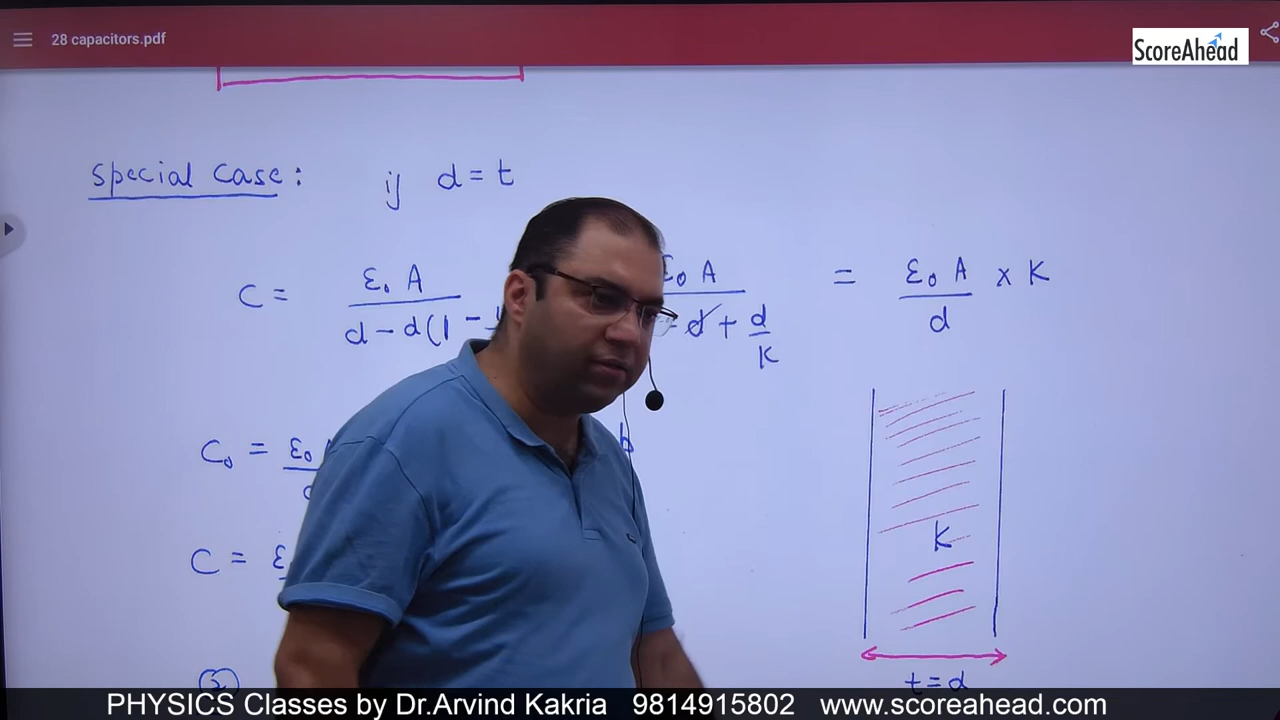 28 capacitors.pdf
ScoreAhead
Special Case: if d = t
C = ε₀ A / d – d(1 – ε₀ A / – d + d/K = ε₀ A / d × K
C₀ = ε₀
K
C = ε
②
t = d
PHYSICS Classes by Dr.Arvind Kakria 9814915802 www.scoreahead.com